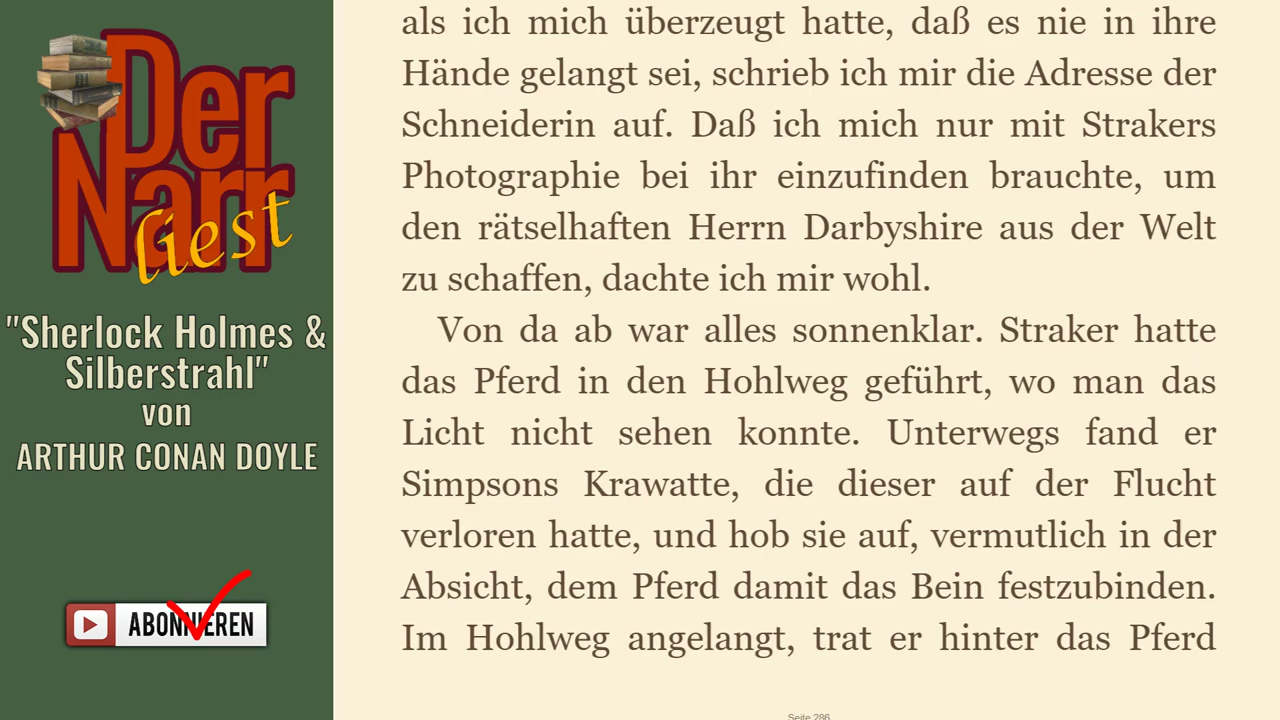 Der
Narr
liest
"Sherlock Holmes &
Silberstrahl"
von
ARTHUR CONAN DOYLE
ABONNIEREN
als ich mich überzeugt hatte, daß es nie in ihre
Hände gelangt sei, schrieb ich mir die Adresse der
Schneiderin auf. Daß ich mich nur mit Strakers
Photographie bei ihr einzufinden brauchte, um
den rätselhaften Herrn Darbyshire aus der Welt
zu schaffen, dachte ich mir wohl.
Von da ab war alles sonnenklar. Straker hatte
das Pferd in den Hohlweg geführt, wo man das
Licht nicht sehen konnte. Unterwegs fand er
Simpsons Krawatte, die dieser auf der Flucht
verloren hatte, und hob sie auf, vermutlich in der
Absicht, dem Pferd damit das Bein festzubinden.
Im Hohlweg angelangt, trat er hinter das Pferd
Seite 286